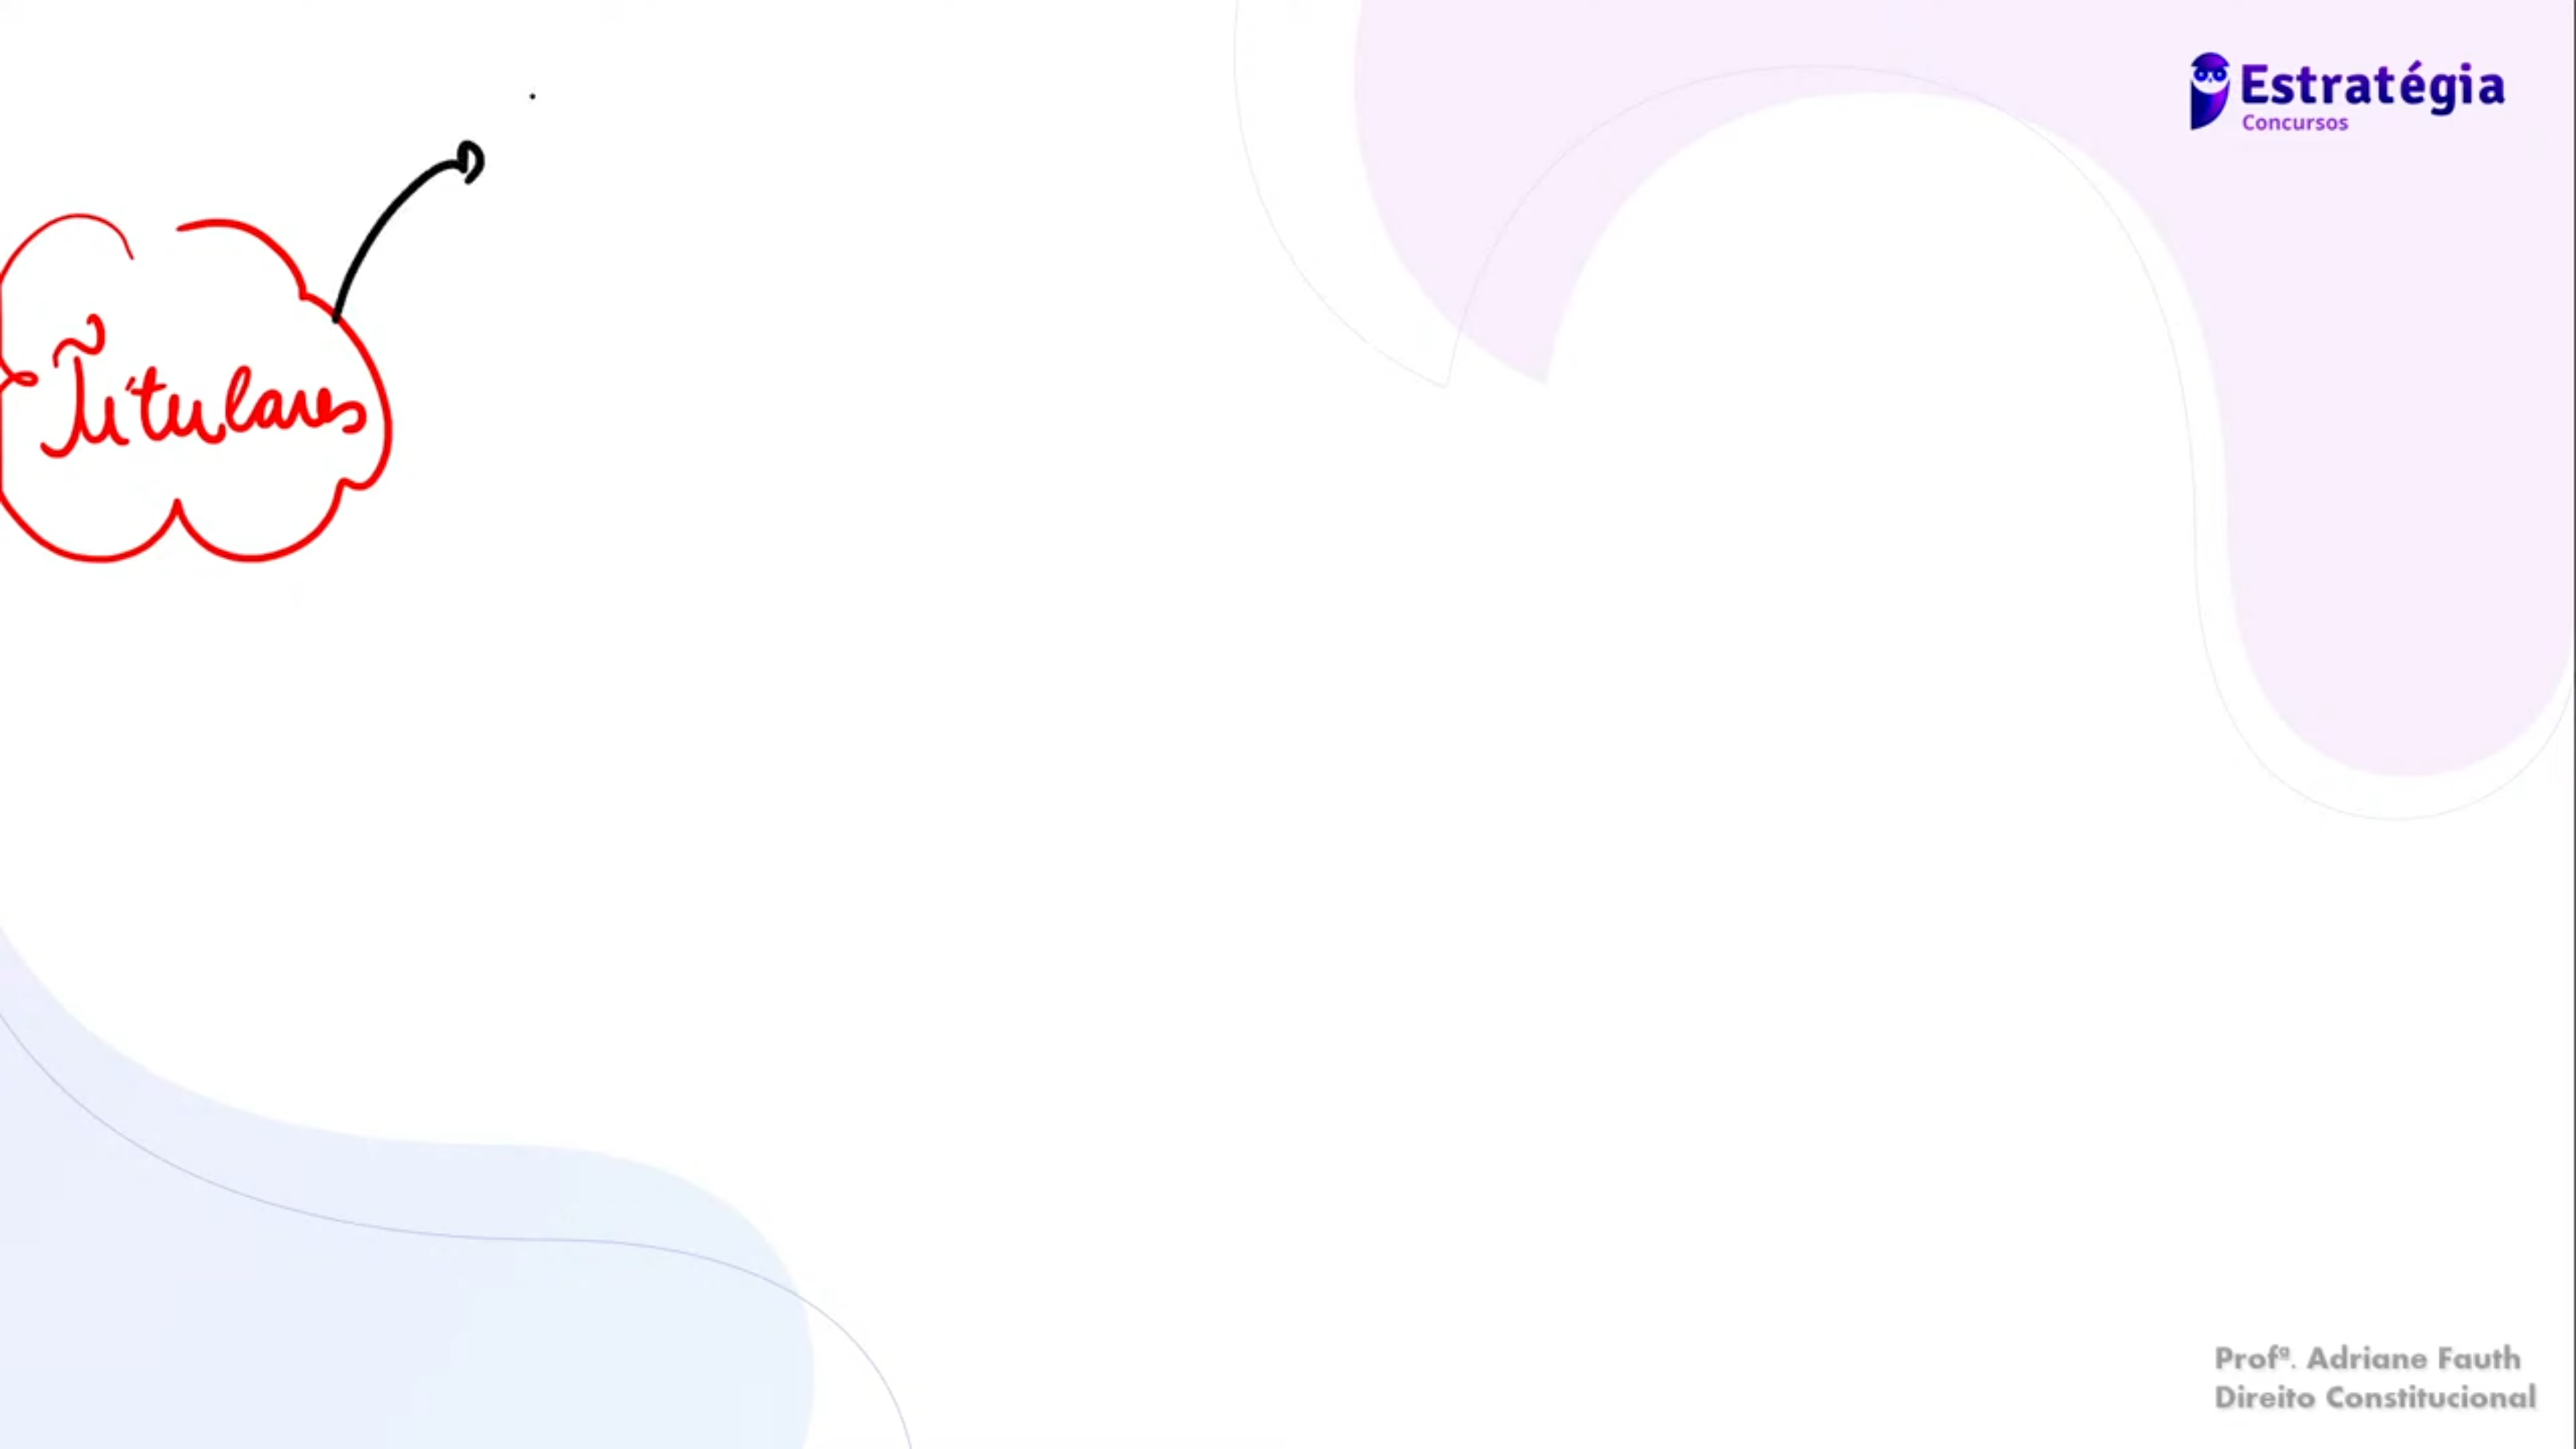 Estratégia
Concursos
Titulares
Profª. Adriane Fauth
Direito Constitucional